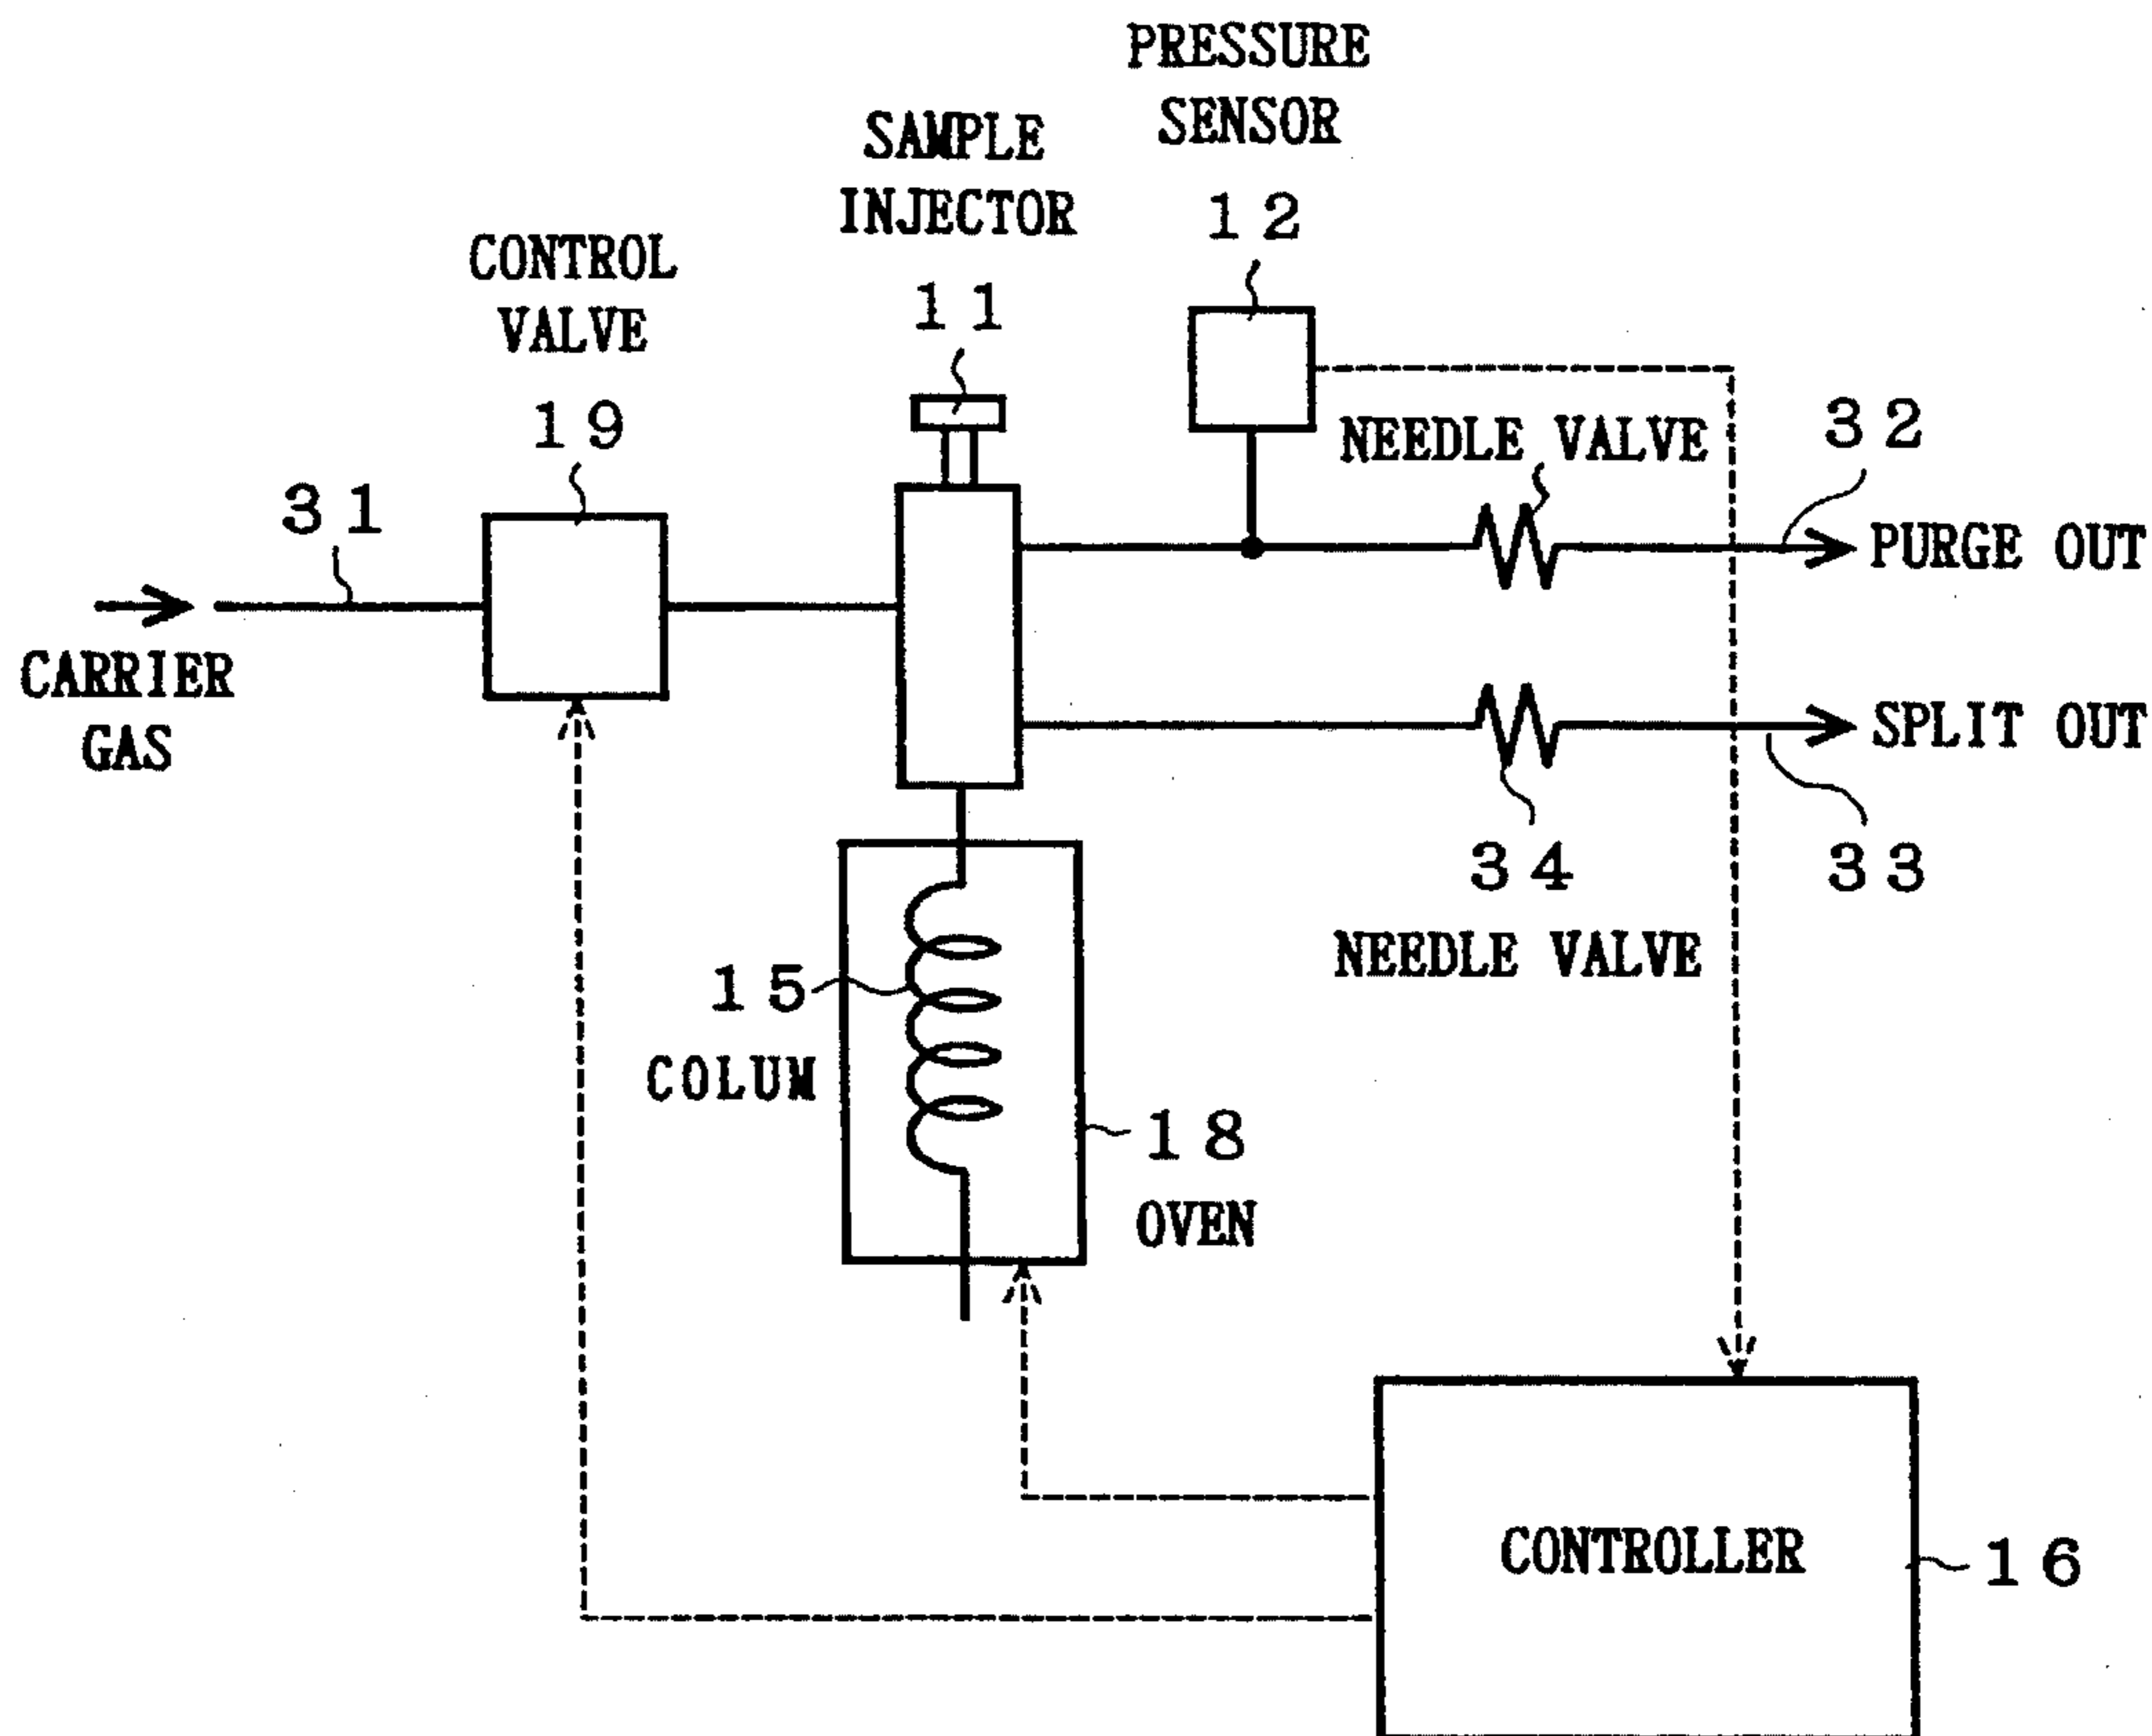 PRESSURE
SENSOR
12
SAMPLE
INJECTOR
11
CONTROL
VALVE
19
31
CARRIER
GAS
NEEDLE VALVE
32
PURGE OUT
SPLIT OUT
34
NEEDLE VALVE
33
15
COLUM
18
OVEN
CONTROLLER
16